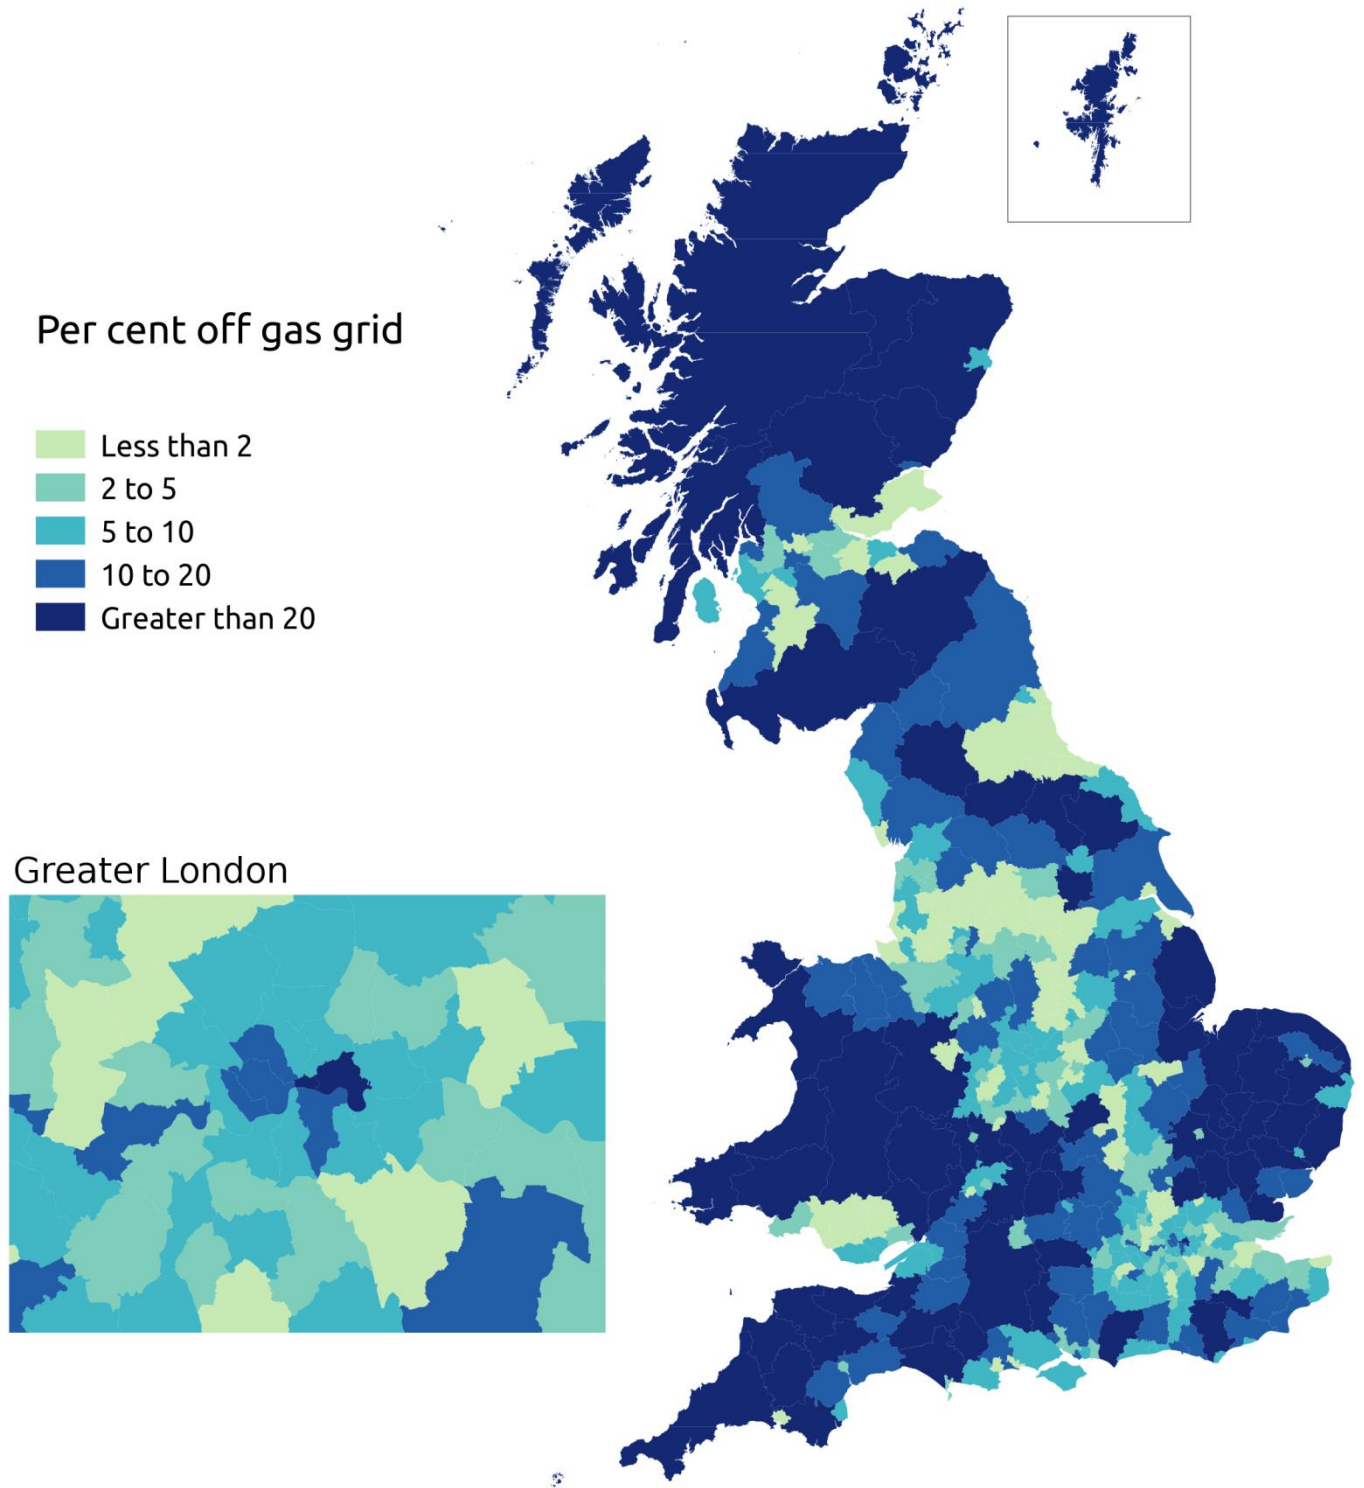 Per cent off gas grid
Less than 2
2 to 5
5 to 10
10 to 20
Greater than 20
Greater London